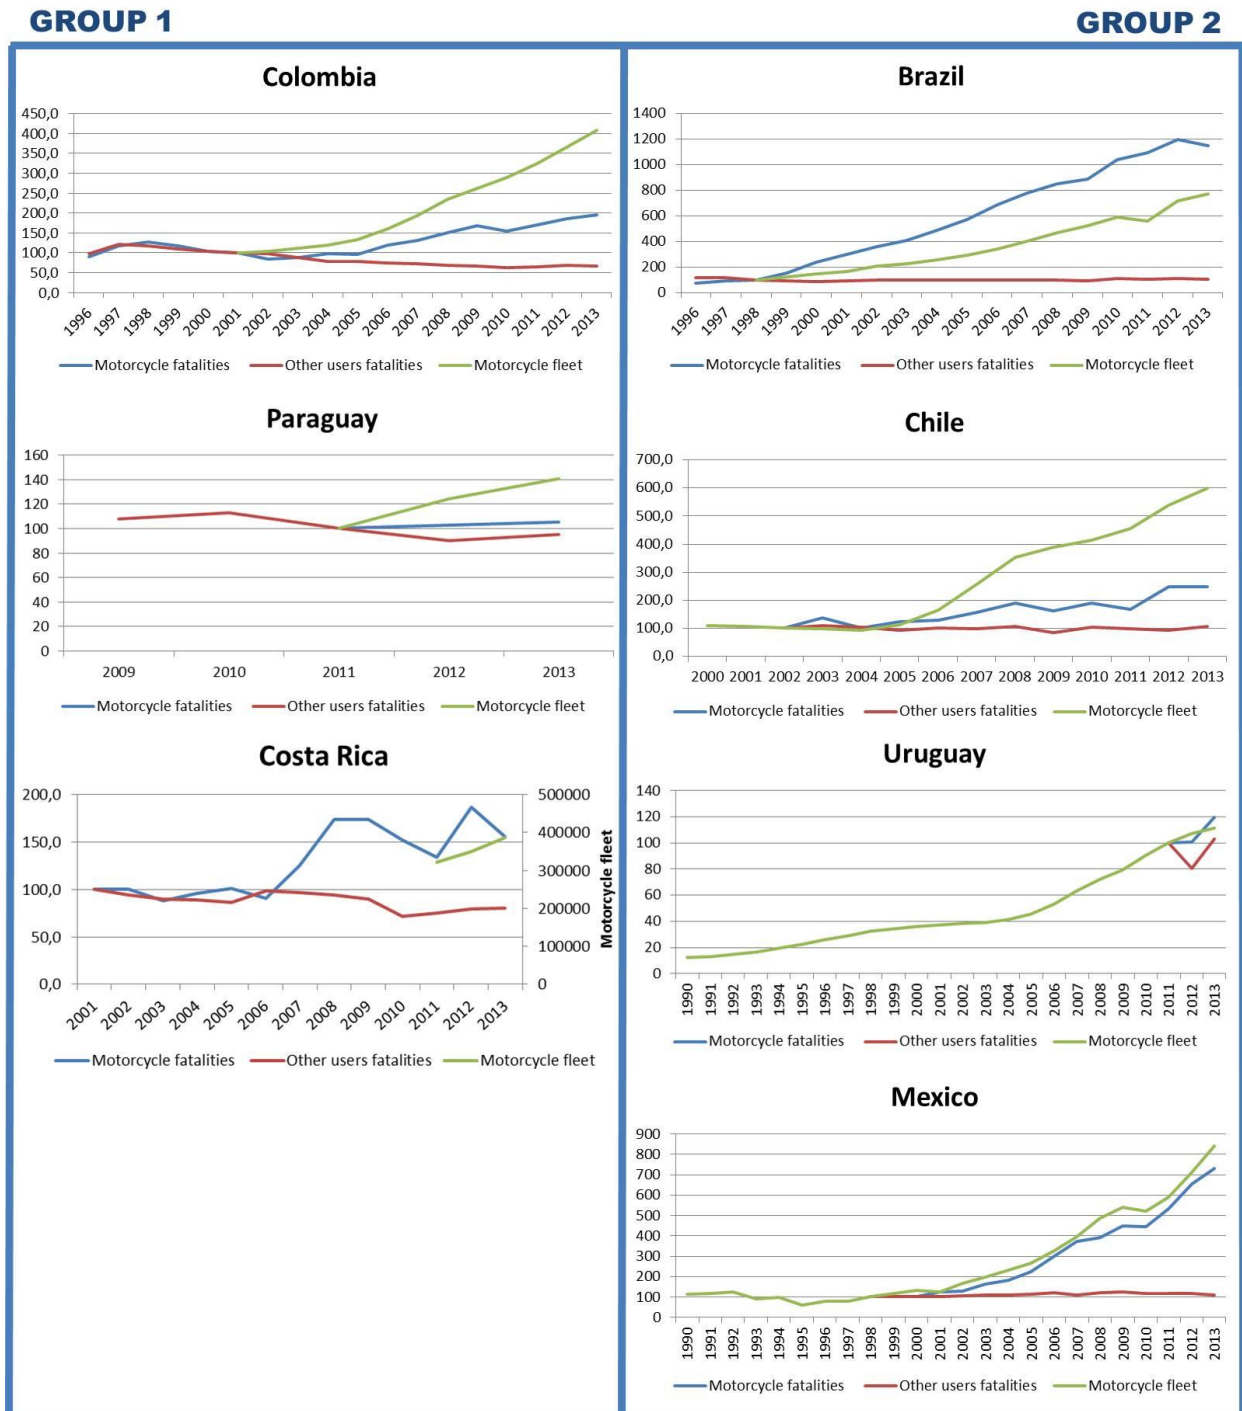 GROUP 1
GROUP 2
Colombia
450,0
400,0
350,0
300,0
250,0
200,0
150,0
100,0
50,0
0,0
1996 1997 1998 1999 2000 2001 2002 2003 2004 2005 2006 2007 2008 2009 2010 2011 2012 2013
Motorcycle fatalities Other users fatalities Motorcycle fleet
Paraguay
160
140
120
100
80
60
40
20
0
2009 2010 2011 2012 2013
Motorcycle fatalities Other users fatalities Motorcycle fleet
Costa Rica
200,0
150,0
100,0
50,0
0,0
500000
400000
300000
200000
100000
0
Motorcycle fleet
2001 2002 2003 2004 2005 2006 2007 2008 2009 2010 2011 2012 2013
Motorcycle fatalities Other users fatalities Motorcycle fleet
Brazil
1400
1200
1000
800
600
400
200
0
1996 1997 1998 1999 2000 2001 2002 2003 2004 2005 2006 2007 2008 2009 2010 2011 2012 2013
Motorcycle fatalities Other users fatalities Motorcycle fleet
Chile
700,0
600,0
500,0
400,0
300,0
200,0
100,0
0,0
2000 2001 2002 2003 2004 2005 2006 2007 2008 2009 2010 2011 2012 2013
Motorcycle fatalities Other users fatalities Motorcycle fleet
Uruguay
140
120
100
80
60
40
20
0
1990 1991 1992 1993 1994 1995 1996 1997 1998 1999 2000 2001 2002 2003 2004 2005 2006 2007 2008 2009 2010 2011 2012 2013
Motorcycle fatalities Other users fatalities Motorcycle fleet
Mexico
900
800
700
600
500
400
300
200
100
0
1990 1991 1992 1993 1994 1995 1996 1997 1998 1999 2000 2001 2002 2003 2004 2005 2006 2007 2008 2009 2010 2011 2012 2013
Motorcycle fatalities Other users fatalities Motorcycle fleet